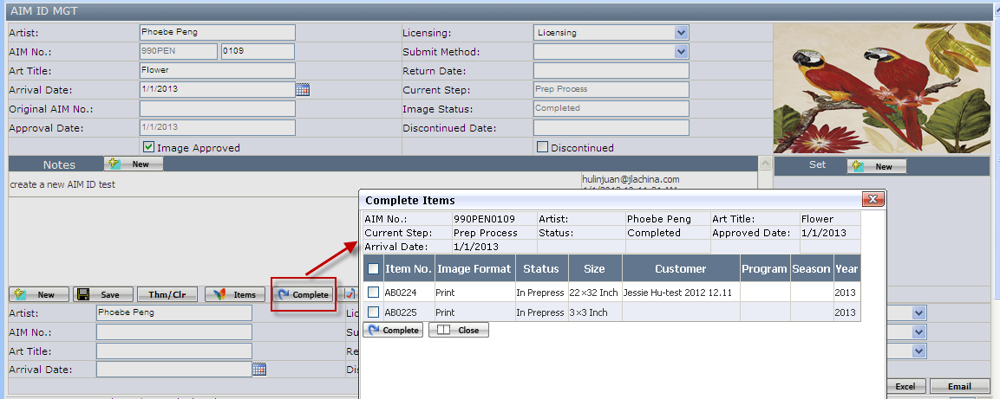 AIM ID MGT
Artist: Phoebe Peng Licensing: Licensing
AIM No.: 990PEN 0109 Submit Method:
Art Title: Flower Return Date:
Arrival Date: 1/1/2013 Current Step: Prep Process
Original AIM No.: Image Status: Completed
Approval Date: 1/1/2013 Discontinued Date:
Image Approved Discontinued
Notes New Set New
create a new AIM ID test hulinjuan@jlachina.com
Complete Items
AIM No.: 990PEN0109 Artist: Phoebe Peng Art Title: Flower
Current Step: Prep Process Status: Completed Approved Date: 1/1/2013
Arrival Date: 1/1/2013
Item No. Image Format Status Size Customer Program Season Year
AB0224 Print In Prepress 22×32 Inch Jessie Hu-test 2012 12.11 2013
AB0225 Print In Prepress 3×3 Inch 2013
Complete Close
New Save Thm/Clr Items Complete
Artist: Phoebe Peng
AIM No.:
Art Title:
Arrival Date:
Excel Email